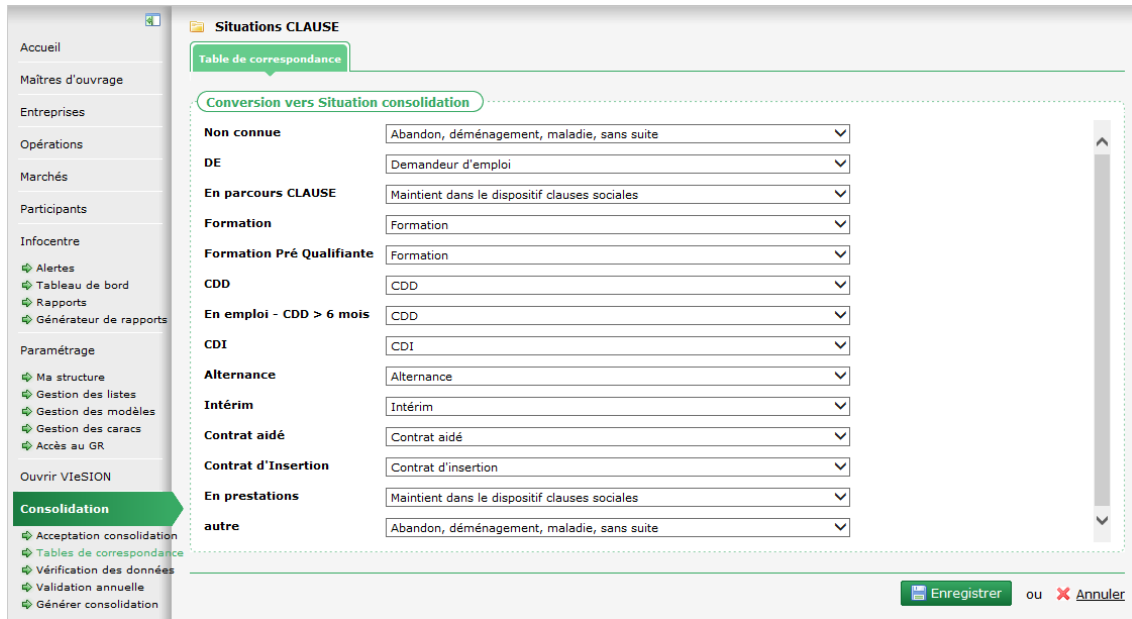 Accueil
Maîtres d'ouvrage
Entreprises
Opérations
Marchés
Participants
Infocentre
Alertes
Tableau de bord
Rapports
Générateur de rapports
Paramétrage
Ma structure
Gestion des listes
Gestion des modèles
Gestion des caracs
Accès au GR
Ouvrir VIeSION
Consolidation
Acceptation consolidation
Tables de correspondance
Vérification des données
Validation annuelle
Générer consolidation
Situations CLAUSE
Table de correspondance
Conversion vers Situation consolidation
Non connue Abandon, déménagement, maladie, sans suite
DE Demandeur d'emploi
En parcours CLAUSE Maintient dans le dispositif clauses sociales
Formation Formation
Formation Pré Qualifiante Formation
CDD CDD
En emploi - CDD > 6 mois CDD
CDI CDI
Alternance Alternance
Intérim Intérim
Contrat aidé Contrat aidé
Contrat d'Insertion Contrat d'insertion
En prestations Maintient dans le dispositif clauses sociales
autre Abandon, déménagement, maladie, sans suite
Enregistrer ou Annuler